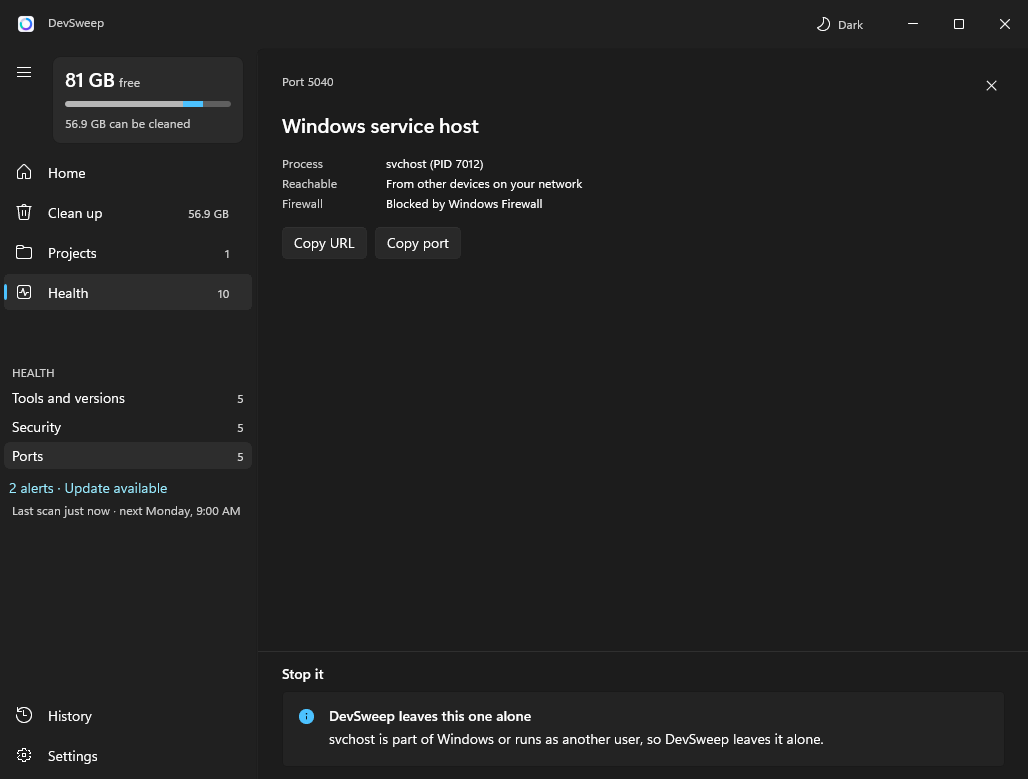 DevSweep
Dark
81 GB free
56.9 GB can be cleaned
Home
Clean up 56.9 GB
Projects 1
Health 10
HEALTH
Tools and versions 5
Security 5
Ports 5
2 alerts · Update available
Last scan just now · next Monday, 9:00 AM
History
Settings
Port 5040
Windows service host
Process svchost (PID 7012)
Reachable From other devices on your network
Firewall Blocked by Windows Firewall
Copy URL Copy port
Stop it
DevSweep leaves this one alone
svchost is part of Windows or runs as another user, so DevSweep leaves it alone.